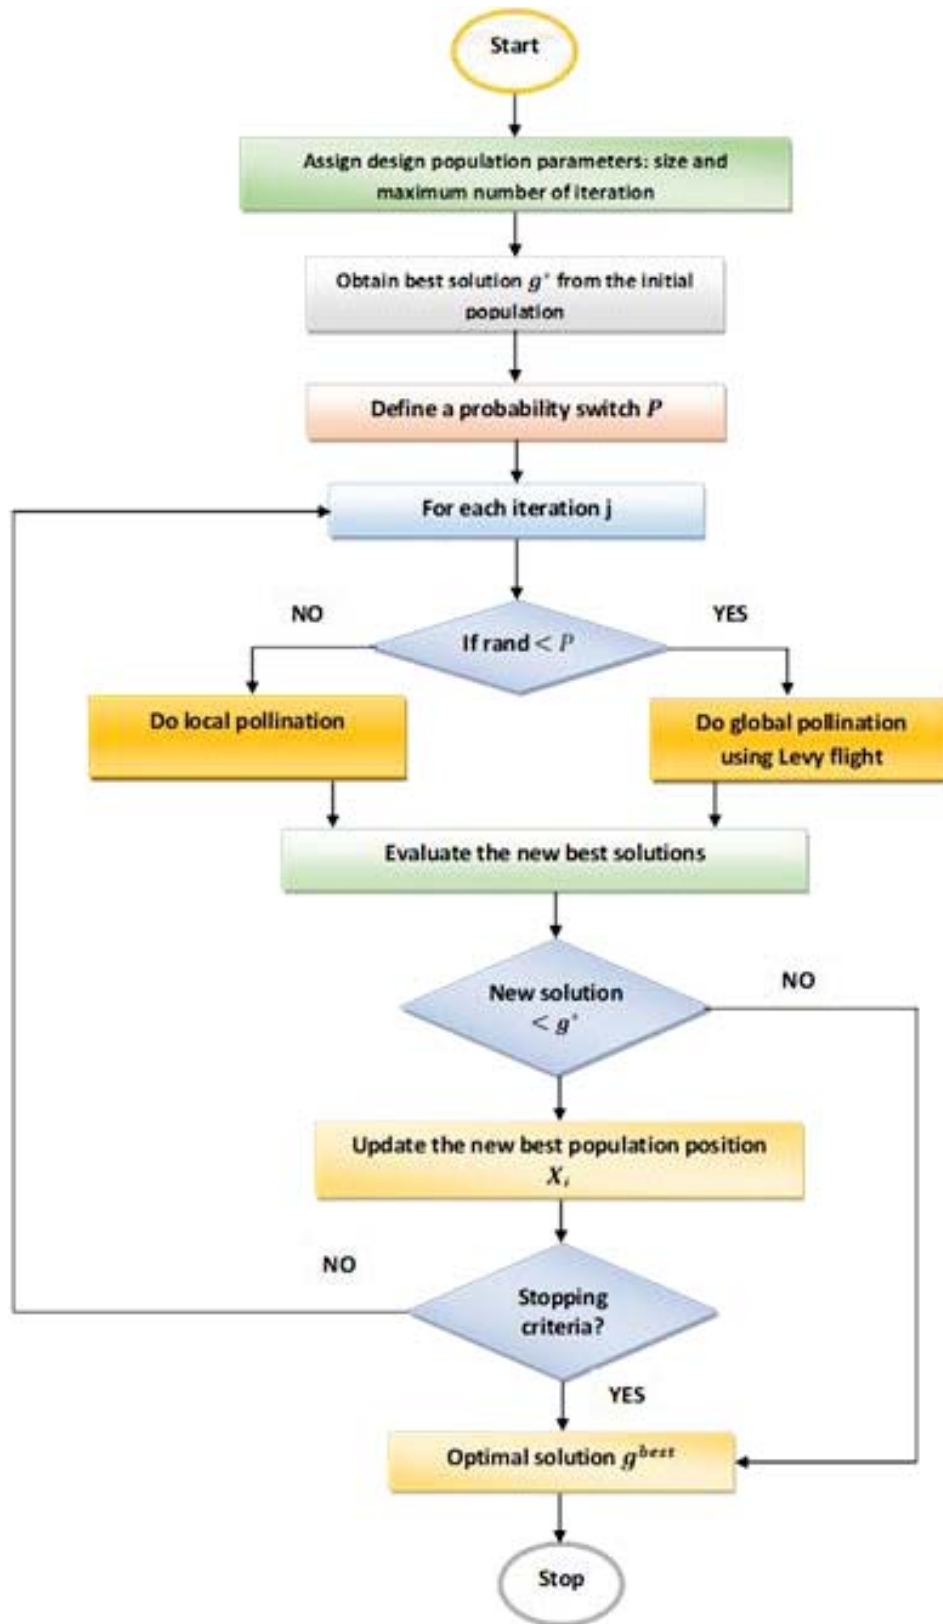 Start
Assign design population parameters: size and
maximum number of iteration
Obtain best solution g* from the initial
population
Define a probability switch P
For each iteration j
NO
YES
If rand < P
Do local pollination
Do global pollination
using Levy flight
Evaluate the new best solutions
New solution
< g*
NO
Update the new best population position
Xi
NO
Stopping
criteria?
YES
Optimal solution g^best
Stop